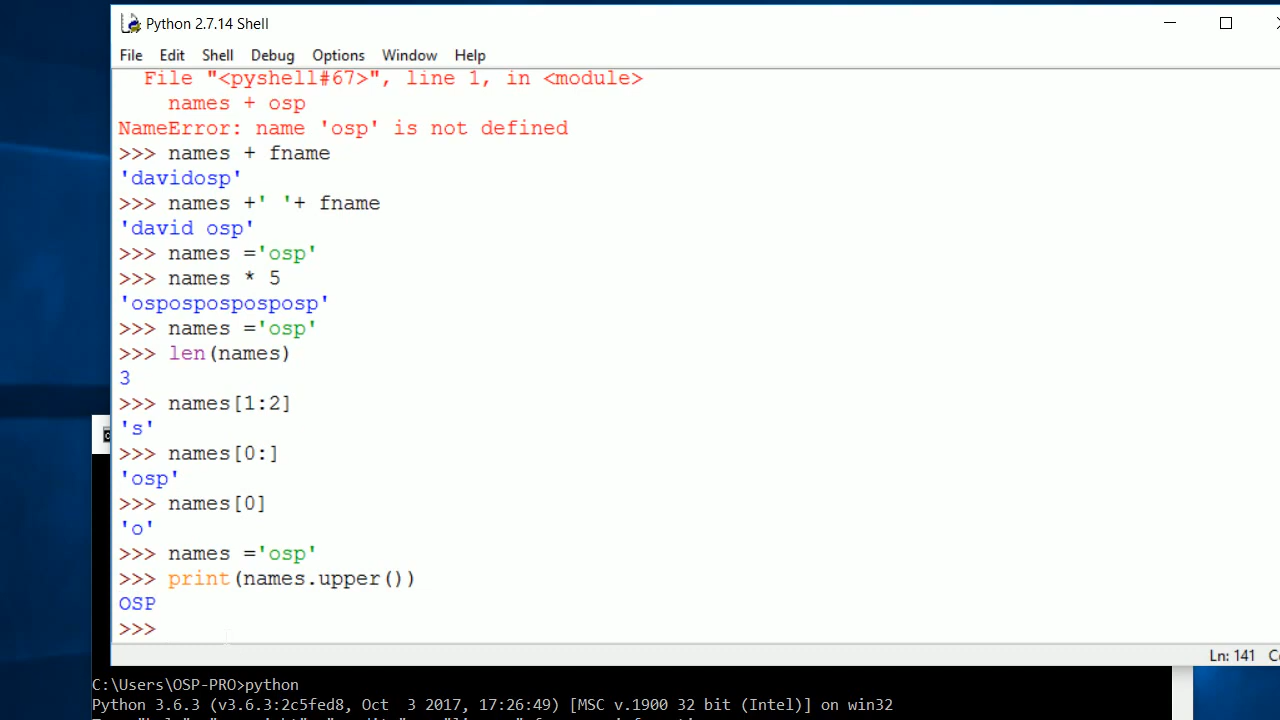 Python 2.7.14 Shell
File Edit Shell Debug Options Window Help
  File "<pyshell#67>", line 1, in <module>
    names + osp
NameError: name 'osp' is not defined
>>> names + fname
'davidosp'
>>> names +' '+ fname
'david osp'
>>> names ='osp'
>>> names * 5
'osposposposposp'
>>> names ='osp'
>>> len(names)
3
>>> names[1:2]
's'
>>> names[0:]
'osp'
>>> names[0]
'o'
>>> names ='osp'
>>> print(names.upper())
OSP
>>>
Ln: 141
C:\Users\OSP-PRO>python
Python 3.6.3 (v3.6.3:2c5fed8, Oct  3 2017, 17:26:49) [MSC v.1900 32 bit (Intel)] on win32